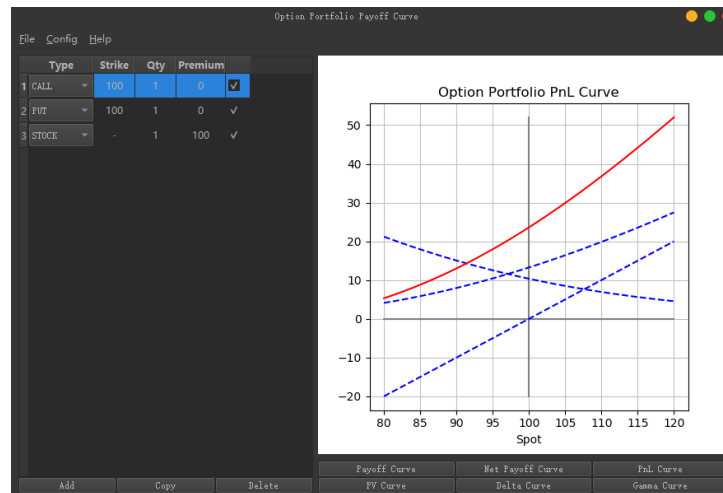 Option Portfolio Payoff Curve
File Config Help
Type Strike Qty Premium
1 CALL 100 1 0
2 PUT 100 1 0
3 STOCK - 1 100
Option Portfolio PnL Curve
50
40
30
20
10
0
−10
−20
80 85 90 95 100 105 110 115 120
Spot
Payoff Curve Net Payoff Curve PnL Curve
Add Copy Delete PV Curve Delta Curve Gamma Curve